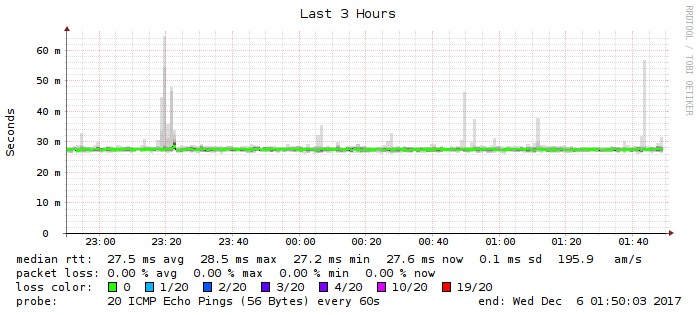 Last 3 Hours
RRDTOOL / TOBI OETIKER
Seconds
60 m
50 m
40 m
30 m
20 m
10 m
0
23:00 23:20 23:40 00:00 00:20 00:40 01:00 01:20 01:40
median rtt: 27.5 ms avg 28.5 ms max 27.2 ms min 27.6 ms now 0.1 ms sd 195.9 am/s
packet loss: 0.00 % avg 0.00 % max 0.00 % min 0.00 % now
loss color: 0 1/20 2/20 3/20 4/20 10/20 19/20
probe: 20 ICMP Echo Pings (56 Bytes) every 60s end: Wed Dec 6 01:50:03 2017